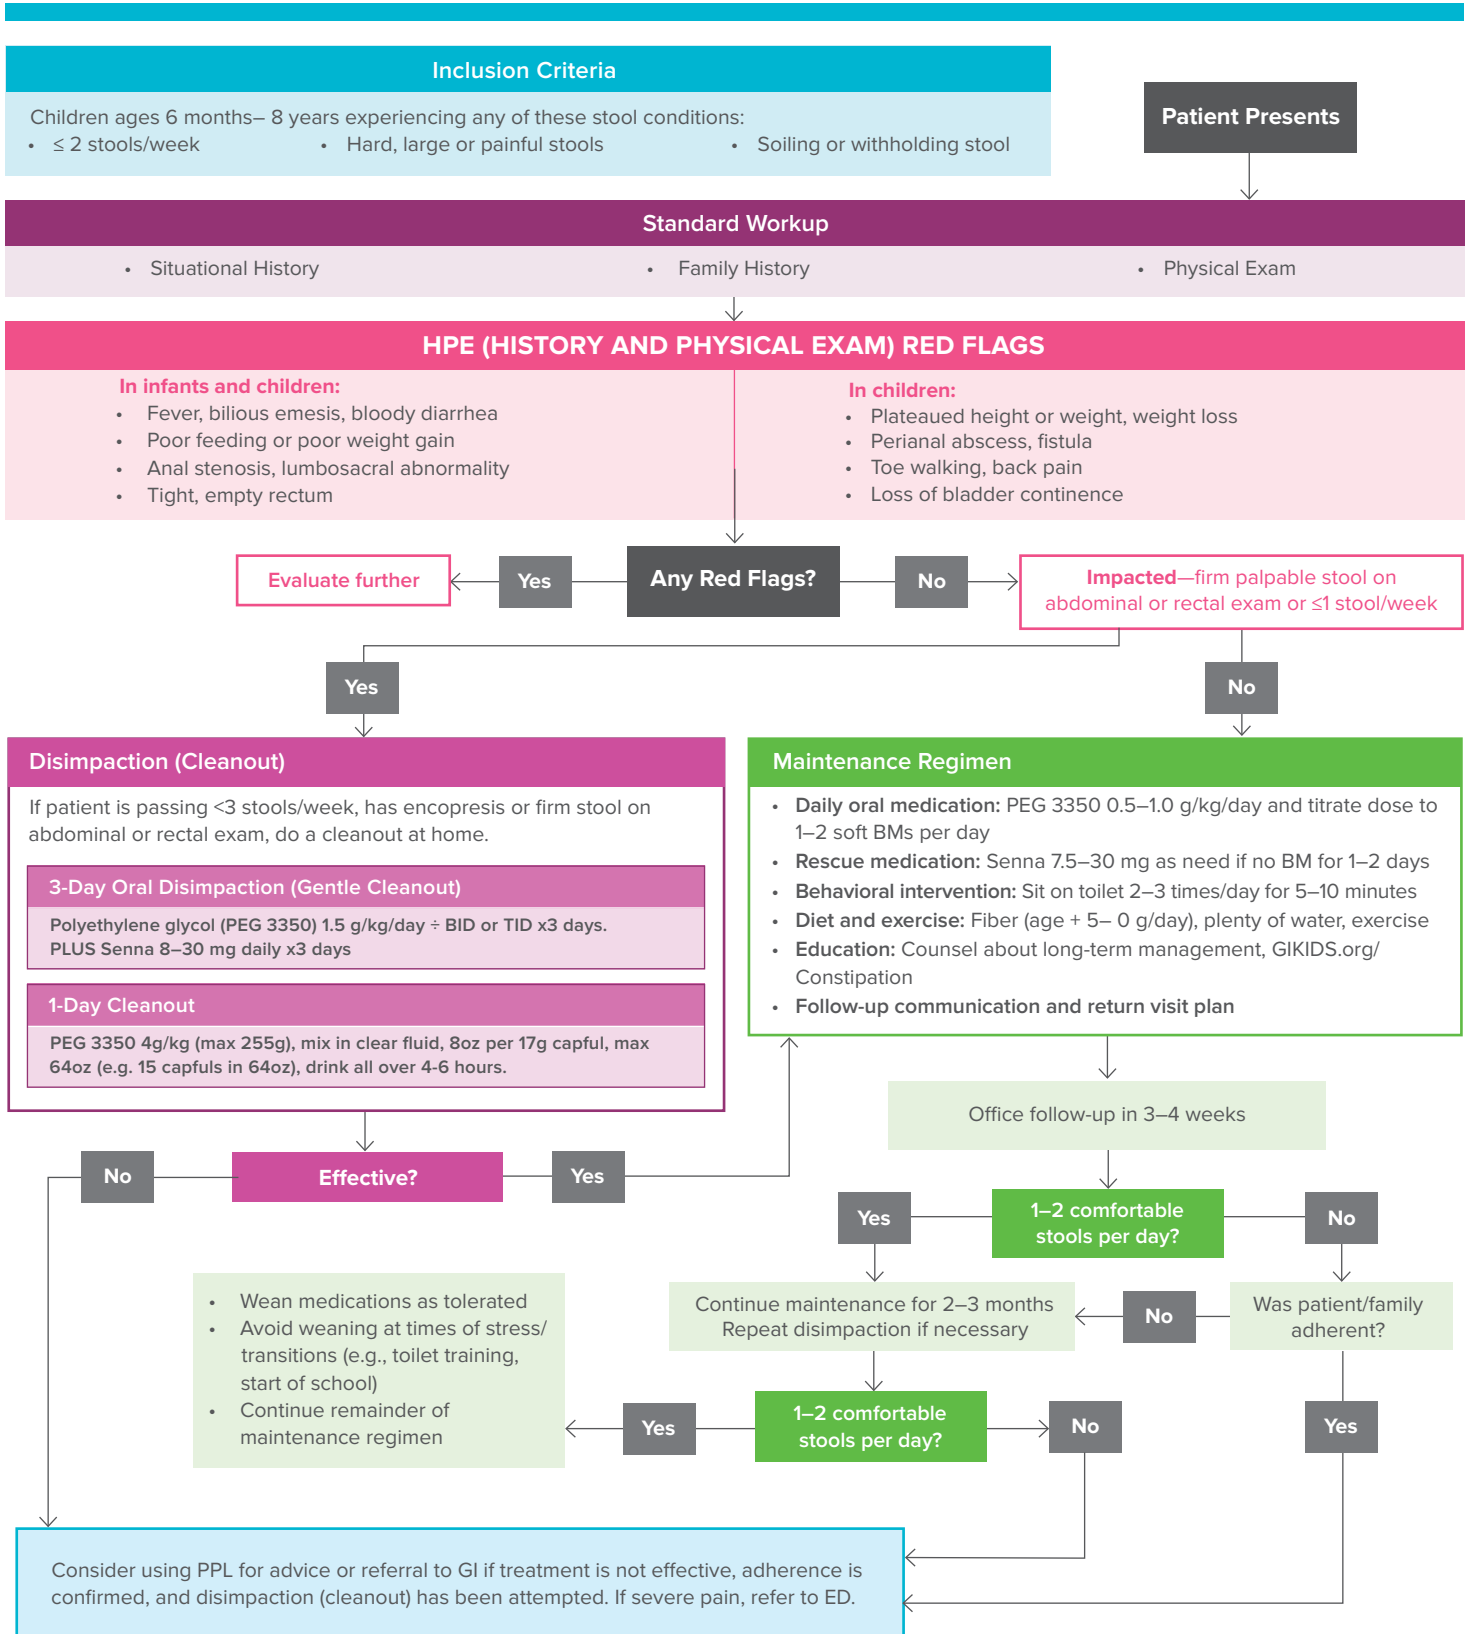 Inclusion Criteria
Children ages 6 months– 8 years experiencing any of these stool conditions:
• ≤ 2 stools/week
• Hard, large or painful stools
• Soiling or withholding stool
Patient Presents
Standard Workup
• Situational History
• Family History
• Physical Exam
HPE (HISTORY AND PHYSICAL EXAM) RED FLAGS
In infants and children:
• Fever, bilious emesis, bloody diarrhea
• Poor feeding or poor weight gain
• Anal stenosis, lumbosacral abnormality
• Tight, empty rectum
In children:
• Plateaued height or weight, weight loss
• Perianal abscess, fistula
• Toe walking, back pain
• Loss of bladder continence
Evaluate further
Yes
Any Red Flags?
No
Impacted—firm palpable stool on
abdominal or rectal exam or ≤1 stool/week
Yes
No
Disimpaction (Cleanout)
If patient is passing <3 stools/week, has encopresis or firm stool on
abdominal or rectal exam, do a cleanout at home.
3-Day Oral Disimpaction (Gentle Cleanout)
Polyethylene glycol (PEG 3350) 1.5 g/kg/day ÷ BID or TID x3 days.
PLUS Senna 8–30 mg daily x3 days
1-Day Cleanout
PEG 3350 4g/kg (max 255g), mix in clear fluid, 8oz per 17g capful, max
64oz (e.g. 15 capfuls in 64oz), drink all over 4-6 hours.
Maintenance Regimen
• Daily oral medication: PEG 3350 0.5–1.0 g/kg/day and titrate dose to
1–2 soft BMs per day
• Rescue medication: Senna 7.5–30 mg as need if no BM for 1–2 days
• Behavioral intervention: Sit on toilet 2–3 times/day for 5–10 minutes
• Diet and exercise: Fiber (age + 5– 0 g/day), plenty of water, exercise
• Education: Counsel about long-term management, GIKIDS.org/
Constipation
• Follow-up communication and return visit plan
Office follow-up in 3–4 weeks
No
Effective?
Yes
Yes
1–2 comfortable
stools per day?
No
• Wean medications as tolerated
• Avoid weaning at times of stress/
transitions (e.g., toilet training,
start of school)
• Continue remainder of
maintenance regimen
Continue maintenance for 2–3 months
Repeat disimpaction if necessary
No
Was patient/family
adherent?
Yes
1–2 comfortable
stools per day?
No
Yes
Consider using PPL for advice or referral to GI if treatment is not effective, adherence is
confirmed, and disimpaction (cleanout) has been attempted. If severe pain, refer to ED.